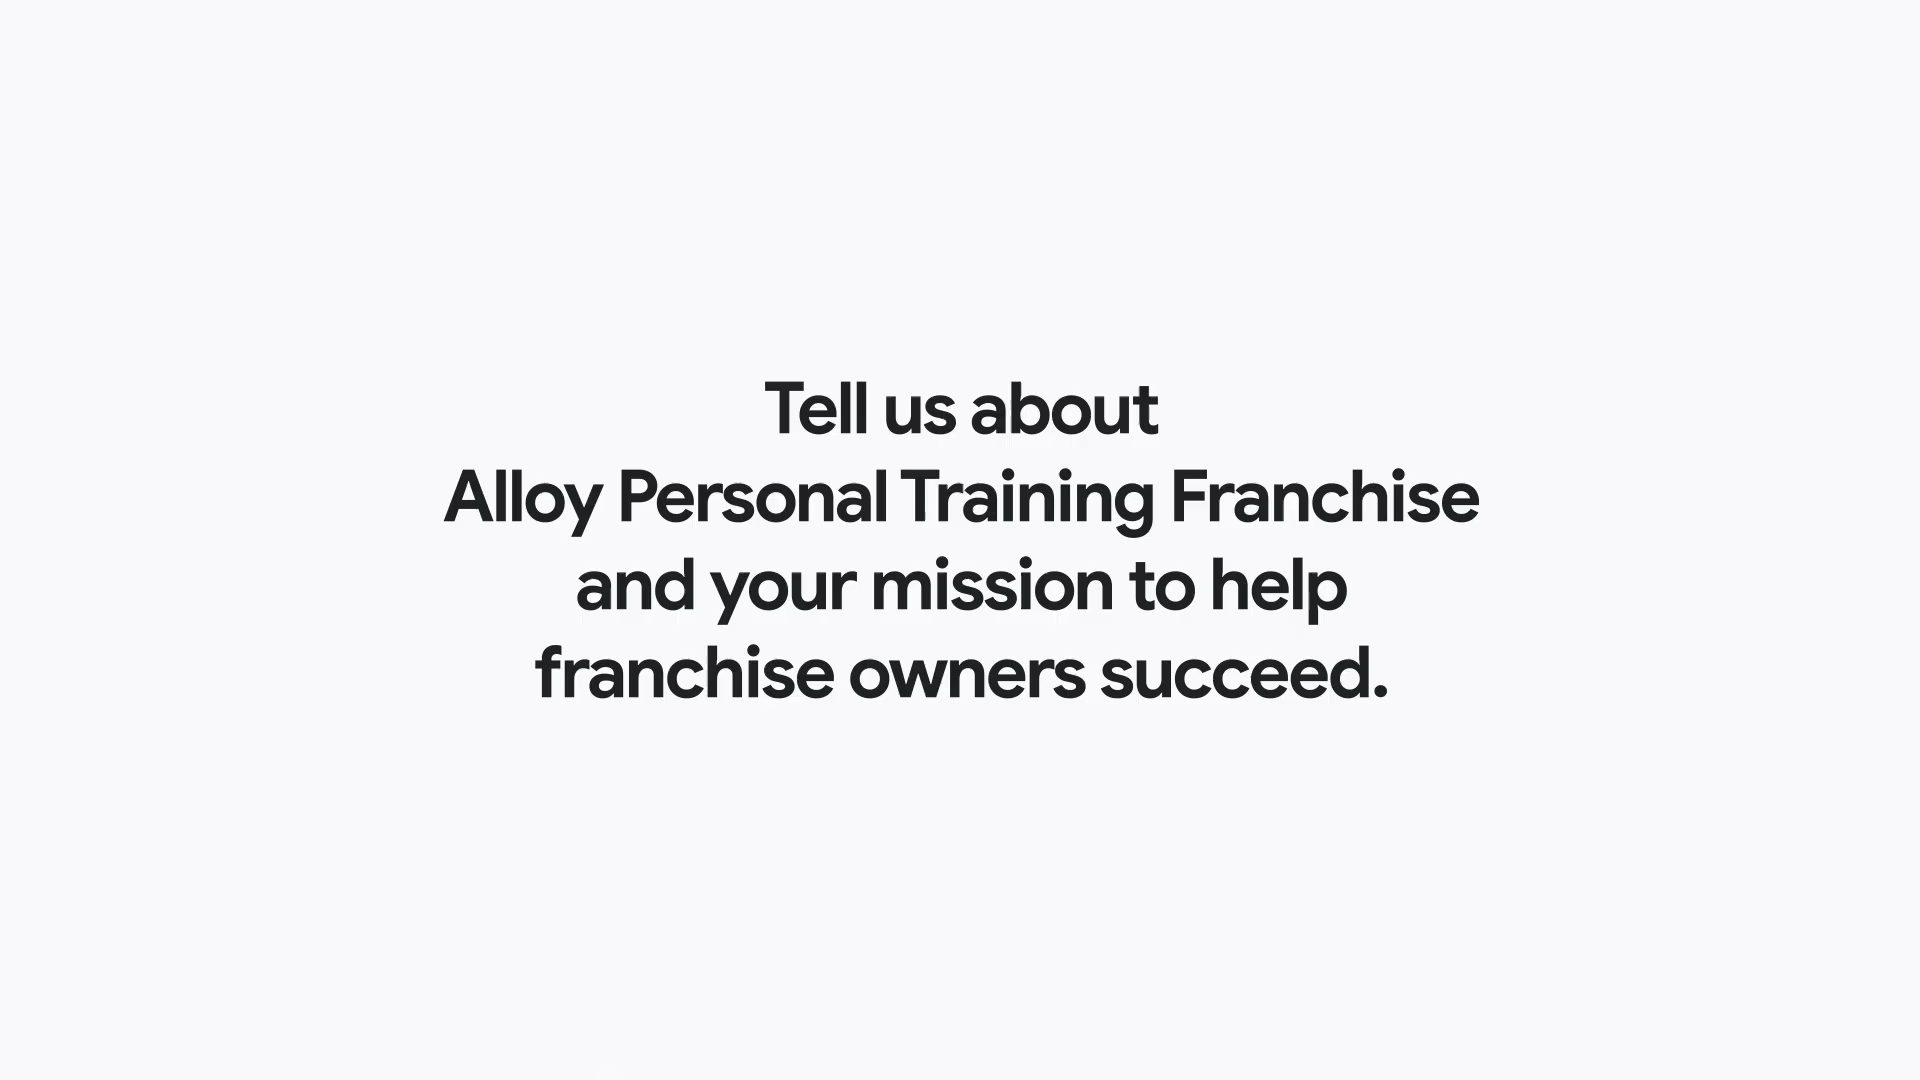 Tell us about
Alloy Personal Training Franchise
and your mission to help
franchise owners succeed.